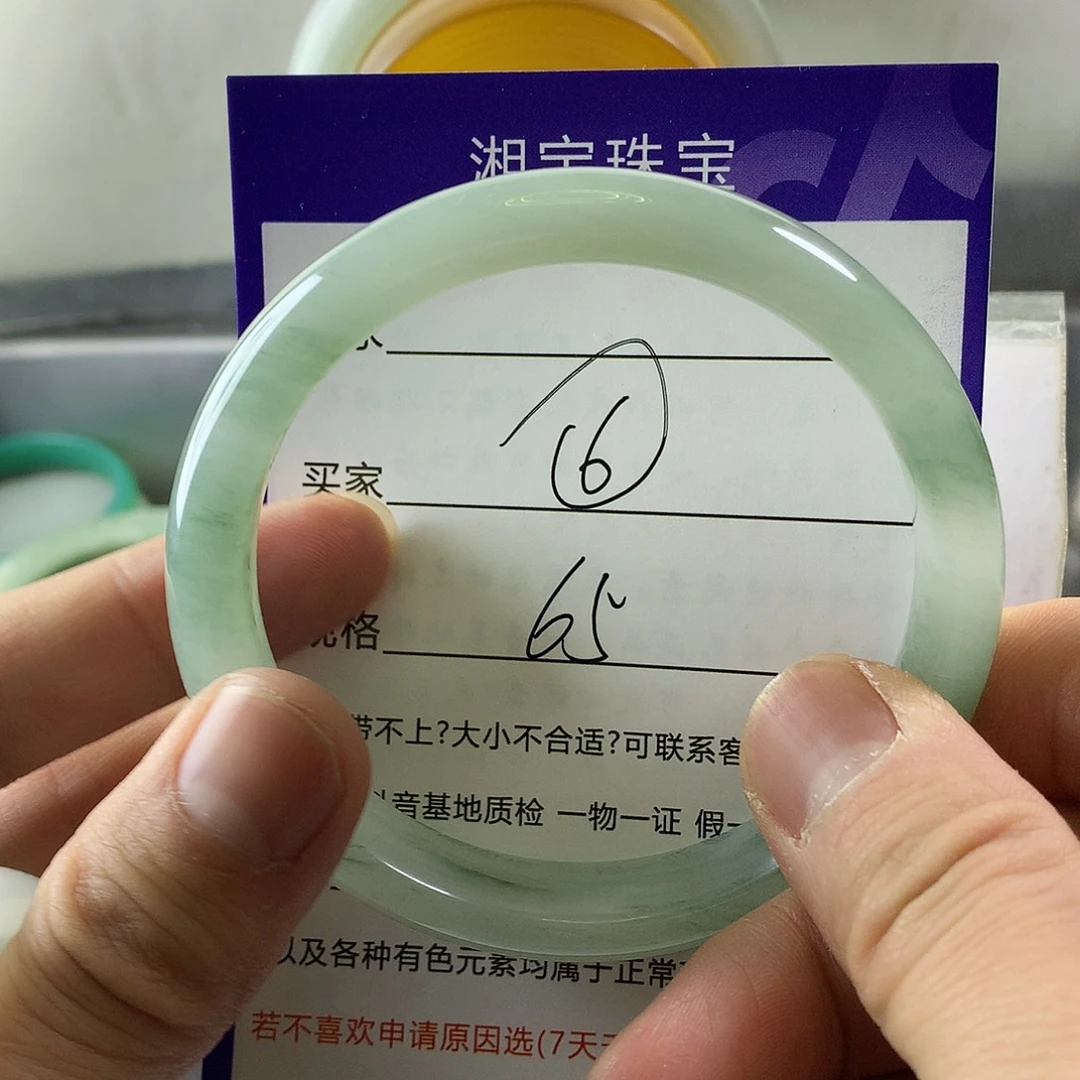 湘宝珠宝
买家 6
规格 65
带不上?大小不合适?可联系客
抖音基地质检 一物一证 假一
以及各种有色元素均属于正常
若不喜欢申请原因选(7天